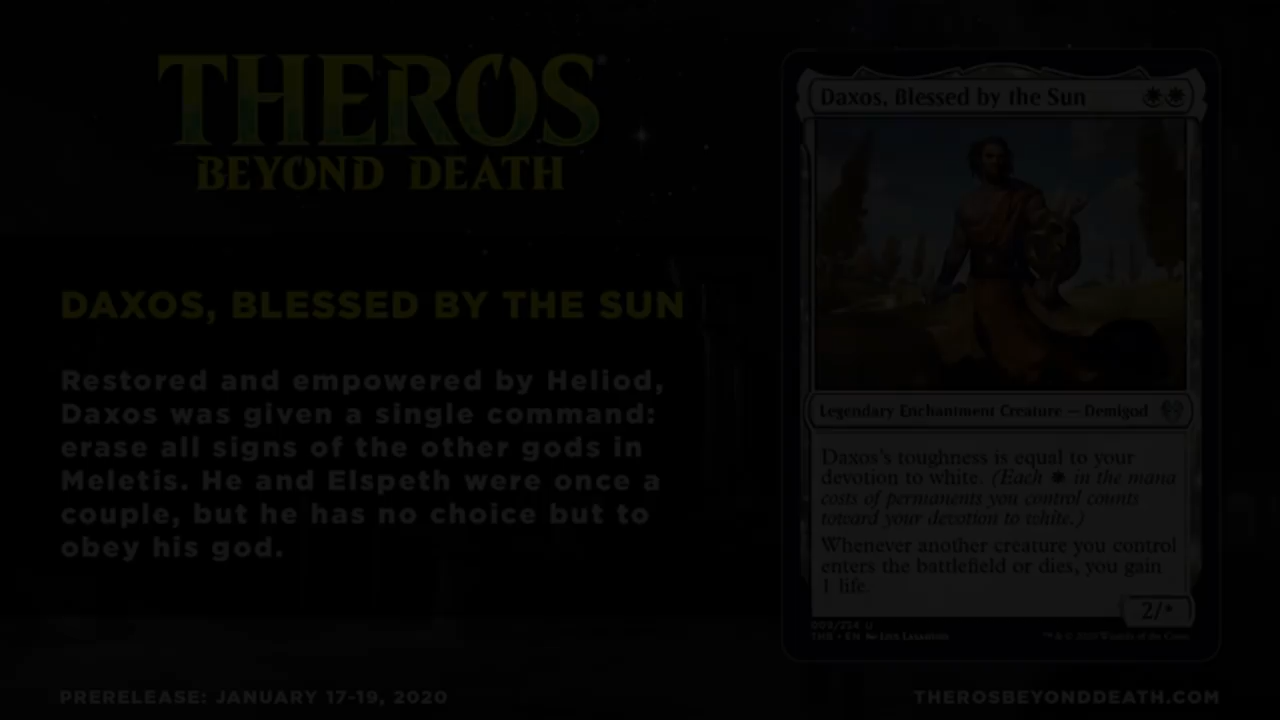 THEROS
BEYOND DEATH
DAXOS, BLESSED BY THE SUN
Restored and empowered by Heliod,
Daxos was given a single command:
erase all signs of the other gods in
Meletis. He and Elspeth were once a
couple, but he has no choice but to
obey his god.
PRERELEASE: JANUARY 17-19, 2020
Daxos, Blessed by the Sun
Legendary Enchantment Creature — Demigod
Daxos's toughness is equal to your
devotion to white. (Each in the mana
costs of permanents you control counts
toward your devotion to white.)
Whenever another creature you control
enters the battlefield or dies, you gain
1 life.
2/*
THB • EN
THEROSBEYONDDEATH.COM